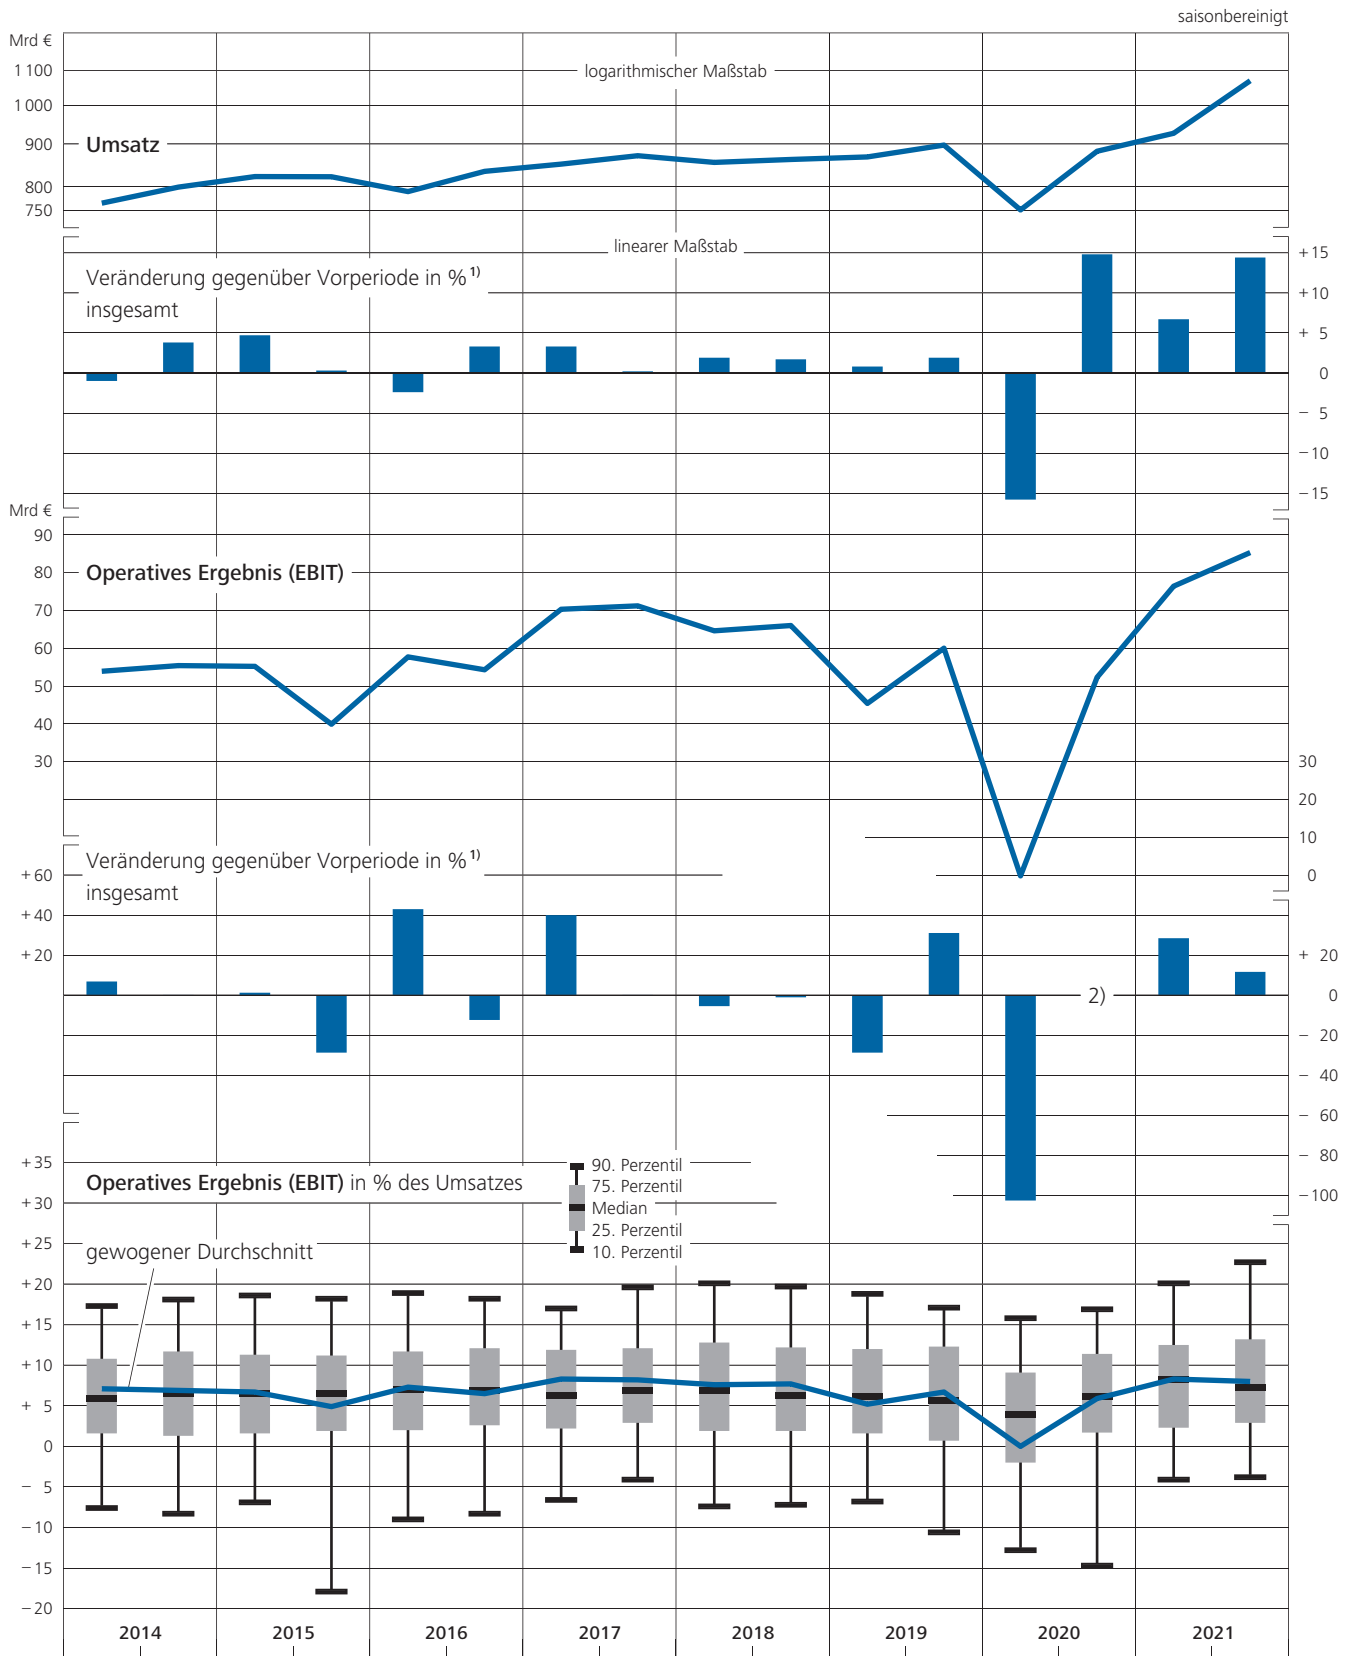 saisonbereinigt
Mrd €
1 100
logarithmischer Maßstab
1 000
900
Umsatz
800
750
linearer Maßstab
+ 15
Veränderung gegenüber Vorperiode in % 1)
+ 10
insgesamt
+ 5
0
− 5
− 10
− 15
Mrd €
90
80
Operatives Ergebnis (EBIT)
70
60
50
40
30
30
20
10
Veränderung gegenüber Vorperiode in % 1)
+ 60
0
insgesamt
+ 40
+ 20
+ 20
2)
0
− 20
− 40
− 60
− 80
− 100
+ 35
90. Perzentil
Operatives Ergebnis (EBIT) in % des Umsatzes
75. Perzentil
+ 30
Median
25. Perzentil
+ 25
gewogener Durchschnitt
10. Perzentil
+ 20
+ 15
+ 10
+ 5
0
− 5
− 10
− 15
− 20
2014 2015 2016 2017 2018 2019 2020 2021